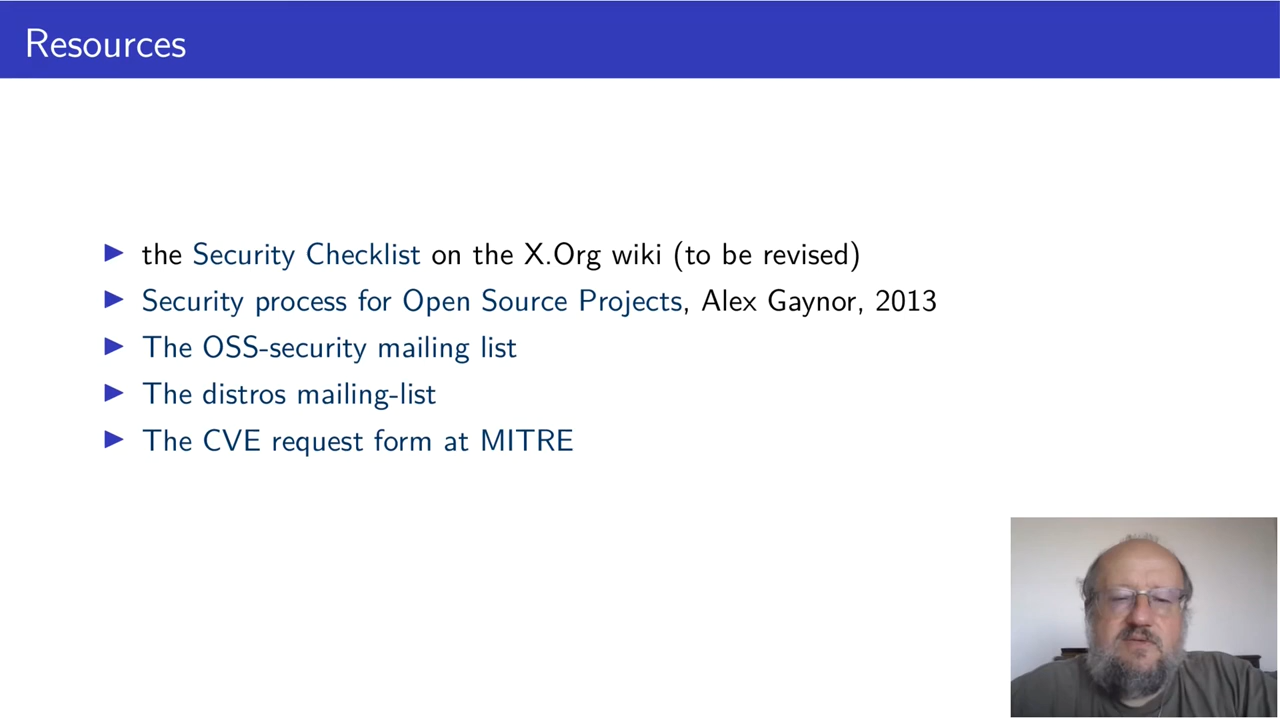 Resources
the Security Checklist on the X.Org wiki (to be revised)
Security process for Open Source Projects, Alex Gaynor, 2013
The OSS-security mailing list
The distros mailing-list
The CVE request form at MITRE